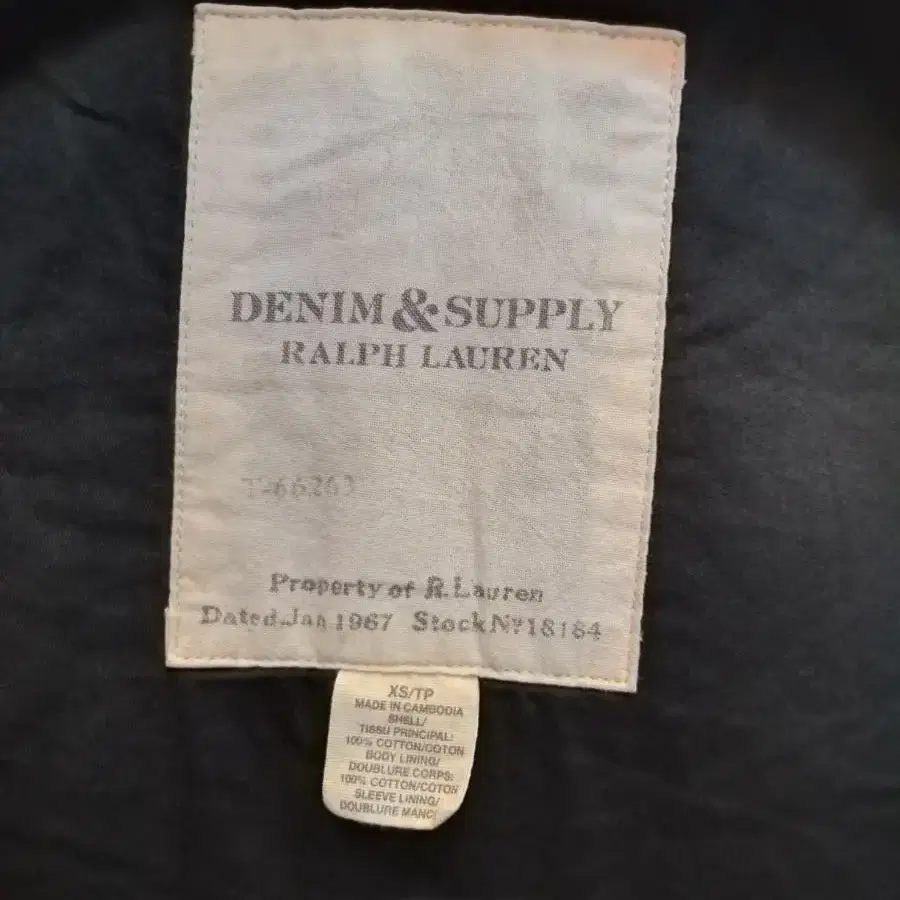 DENIM & SUPPLY
RALPH LAUREN
T-66263
Property of R. Lauren
Dated Jan 1967 Stock Nº 18184
XS/TP
MADE IN CAMBODIA
SHELL/
TISSU PRINCIPAL:
100% COTTON/COTON
BODY LINING/
DOUBLURE CORPS:
100% COTTON/COTON
SLEEVE LINING/
DOUBLURE MANC